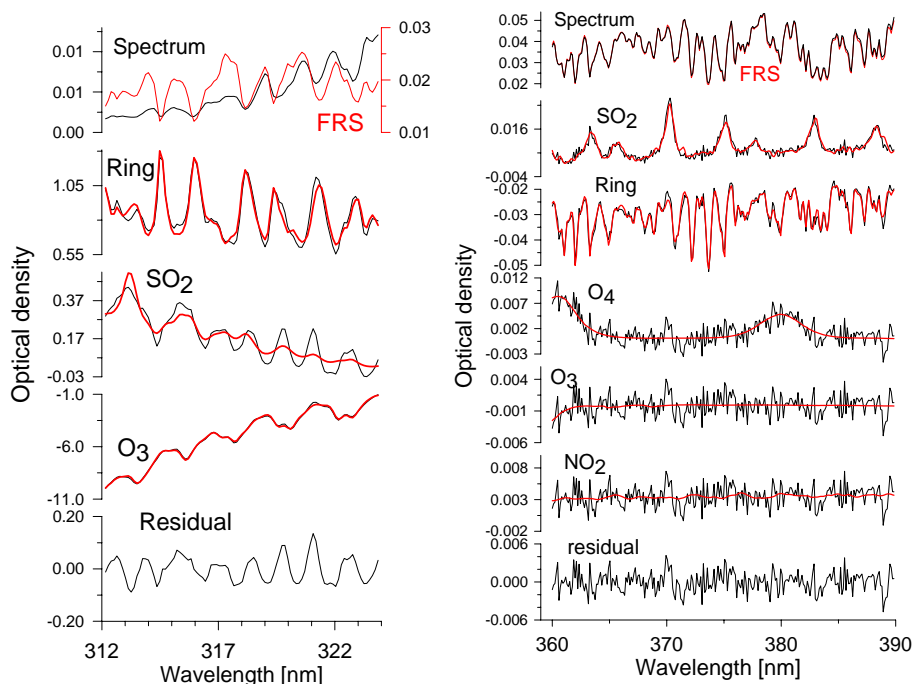 Spectrum
FRS
0.01
0.01
0.00
0.03
0.02
0.01
Ring
1.05
0.55
SO2
0.37
0.17
-0.03
O3
-1.0
-6.0
-11.0
Residual
0.20
0.00
-0.20
312
317
322
Wavelength [nm]
Optical density
Spectrum
FRS
0.05
0.04
0.03
0.02
SO2
0.016
-0.004
Ring
-0.02
-0.03
-0.04
-0.05
O4
0.007
0.002
-0.003
O3
0.004
-0.001
-0.006
NO2
0.008
0.003
-0.002
residual
0.006
0.000
-0.006
360
370
380
390
Wavelength [nm]
Optical density